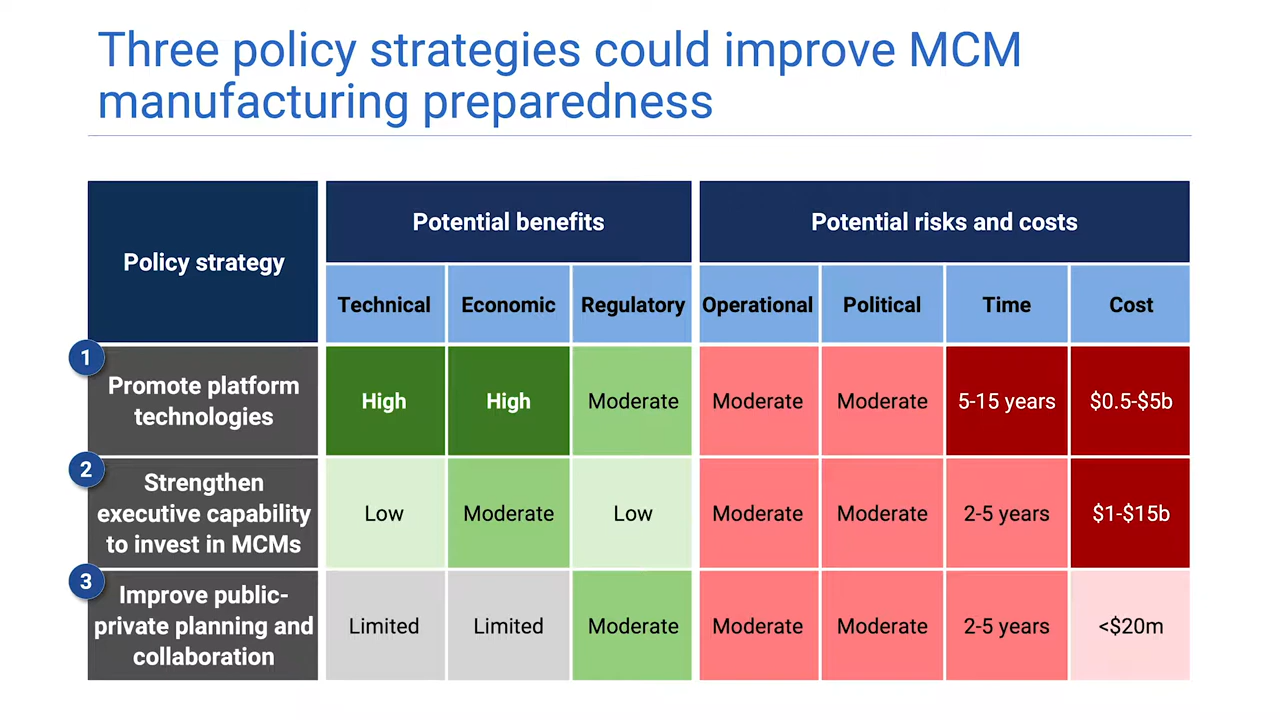 Three policy strategies could improve MCM
manufacturing preparedness
Policy strategy
Potential benefits
Potential risks and costs
Technical
Economic
Regulatory
Operational
Political
Time
Cost
1
Promote platform
technologies
High
High
Moderate
Moderate
Moderate
5-15 years
$0.5-$5b
2
Strengthen
executive capability
to invest in MCMs
Low
Moderate
Low
Moderate
Moderate
2-5 years
$1-$15b
3
Improve public-
private planning and
collaboration
Limited
Limited
Moderate
Moderate
Moderate
2-5 years
<$20m